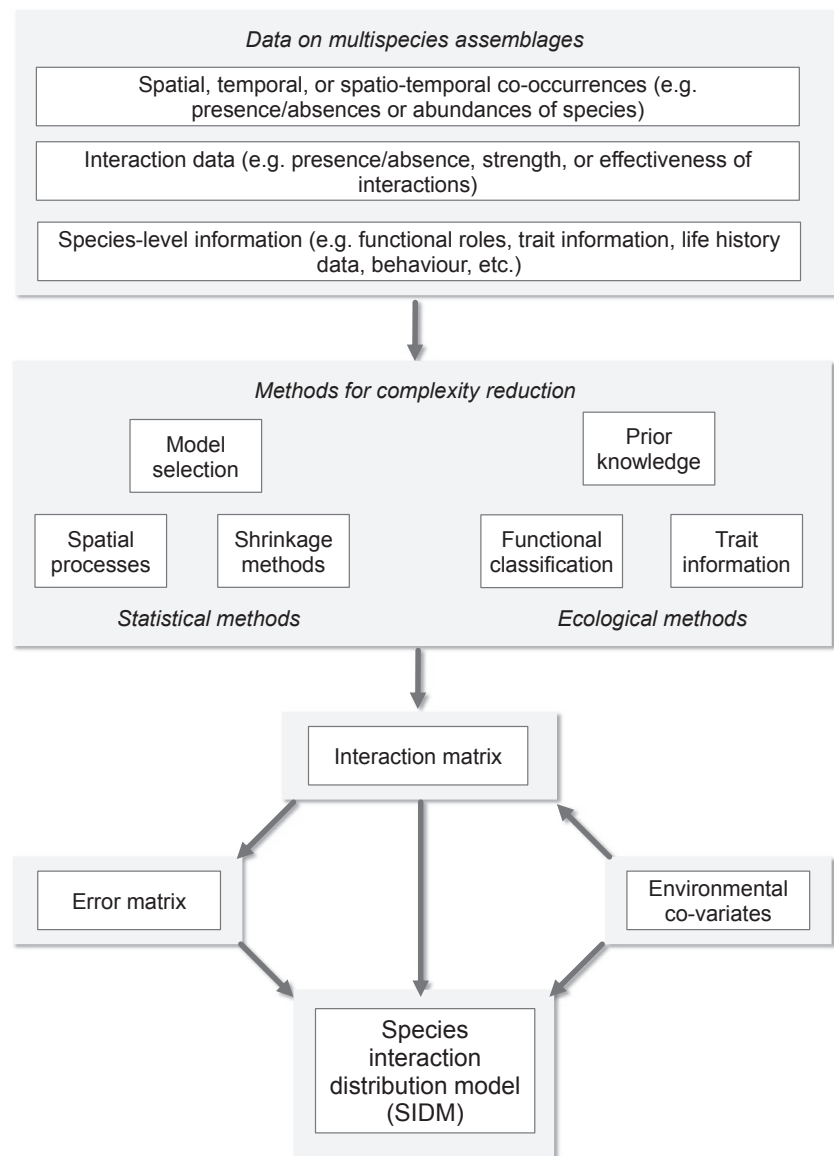 Data on multispecies assemblages
Spatial, temporal, or spatio-temporal co-occurrences (e.g.
presence/absences or abundances of species)
Interaction data (e.g. presence/absence, strength, or effectiveness of
interactions)
Species-level information (e.g. functional roles, trait information, life history
data, behaviour, etc.)
Methods for complexity reduction
Model
selection
Prior
knowledge
Spatial
processes
Shrinkage
methods
Functional
classification
Trait
information
Statistical methods
Ecological methods
Interaction matrix
Error matrix
Environmental
co-variates
Species
interaction
distribution model
(SIDM)